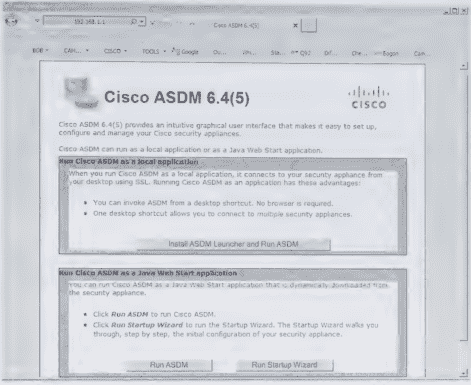 192.168.1.1
Cisco ASDM 6.4(5)
BOB CAN... CISCO TOOLS Google Ou... Bogon Com...
Cisco ASDM 6.4(5)
CISCO
Cisco ASDM 6.4(5) provides an intuitive graphical user interface that makes it easy to set up,
configure and manage your Cisco security appliances.
Cisco ASDM can run as a local application or as a Java Web Start application.
Run Cisco ASDM as a local application
When you run Cisco ASDM as a local application, it connects to your security appliance from
your desktop using SSL. Running Cisco ASDM as an application has these advantages:
• You can invoke ASDM from a desktop shortcut. No browser is required.
• One desktop shortcut allows you to connect to multiple security appliances.
Install ASDM Launcher and Run ASDM
Run Cisco ASDM as a Java Web Start application
You can run Cisco ASDM as a Java Web Start application that is dynamically downloaded from
the security appliance.
• Click Run ASDM to run Cisco ASDM.
• Click Run Startup Wizard to run the Startup Wizard. The Startup Wizard walks you
through, step by step, the initial configuration of your security appliance.
Run ASDM Run Startup Wizard